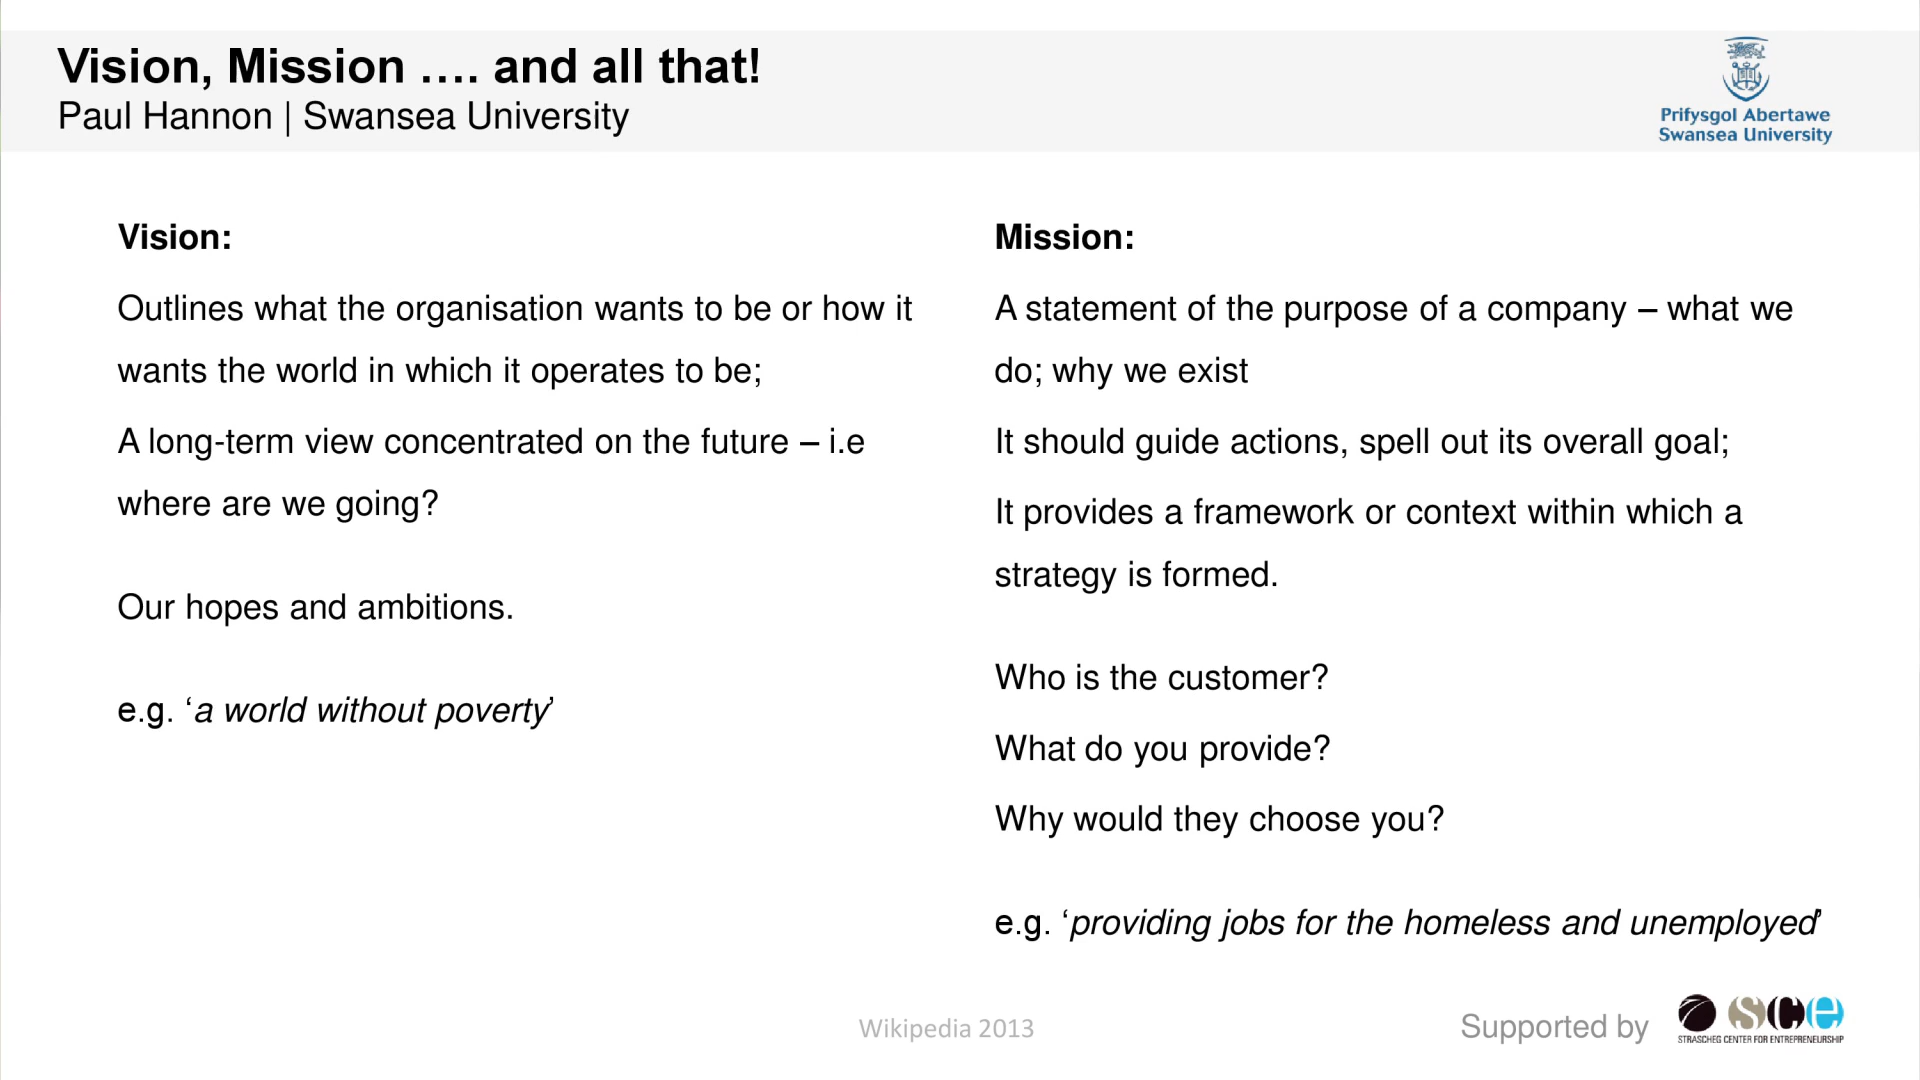 Vision, Mission …. and all that!
Paul Hannon | Swansea University
Prifysgol Abertawe
Swansea University
Vision:
Outlines what the organisation wants to be or how it
wants the world in which it operates to be;
A long-term view concentrated on the future – i.e
where are we going?
Our hopes and ambitions.
e.g. ‘a world without poverty’
Mission:
A statement of the purpose of a company – what we
do; why we exist
It should guide actions, spell out its overall goal;
It provides a framework or context within which a
strategy is formed.
Who is the customer?
What do you provide?
Why would they choose you?
e.g. ‘providing jobs for the homeless and unemployed’
Wikipedia 2013
Supported by
sce
STRASCHEG CENTER FOR ENTREPRENEURSHIP